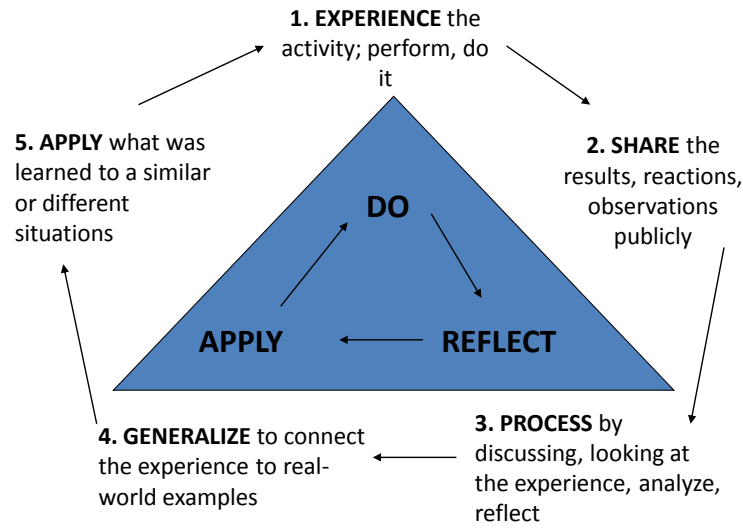 1. EXPERIENCE the
activity; perform, do
it
2. SHARE the
results, reactions,
observations
publicly
3. PROCESS by
discussing, looking at
the experience, analyze,
reflect
4. GENERALIZE to connect
the experience to real-
world examples
5. APPLY what was
learned to a similar
or different
situations
DO
REFLECT
APPLY